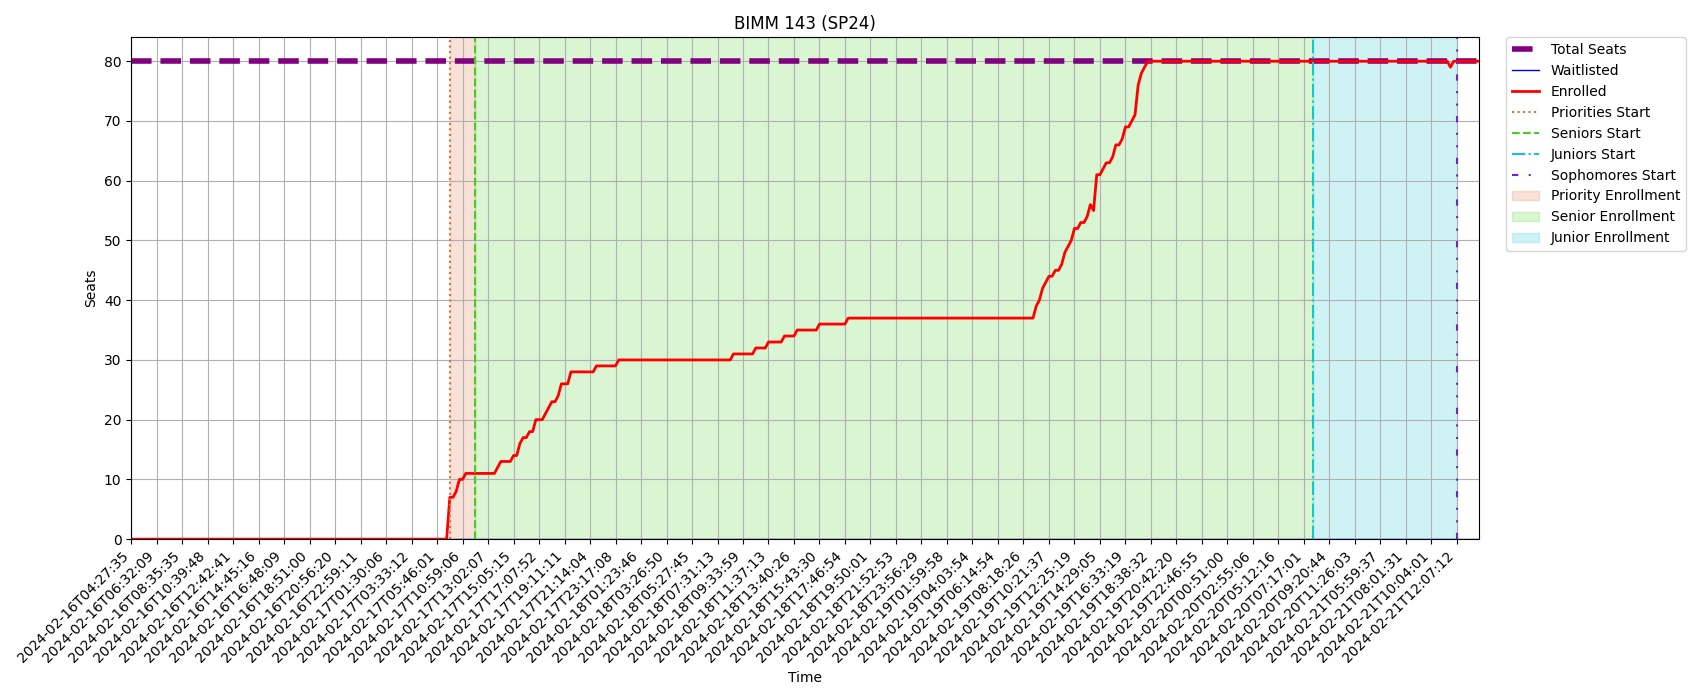 BIMM 143 (SP24)
Total Seats
Waitlisted
Enrolled
Priorities Start
Seniors Start
Juniors Start
Sophomores Start
Priority Enrollment
Senior Enrollment
Junior Enrollment
Seats
80
70
60
50
40
30
20
10
0
2024-02-16T04:27:35
2024-02-16T06:32:09
2024-02-16T08:35:35
2024-02-16T10:39:48
2024-02-16T12:42:41
2024-02-16T14:45:16
2024-02-16T16:48:09
2024-02-16T18:51:00
2024-02-16T20:56:20
2024-02-16T22:59:11
2024-02-17T01:30:06
2024-02-17T03:33:12
2024-02-17T05:46:01
2024-02-17T10:59:06
2024-02-17T13:02:07
2024-02-17T15:05:15
2024-02-17T17:07:52
2024-02-17T19:11:11
2024-02-17T21:14:04
2024-02-17T23:17:08
2024-02-18T01:23:46
2024-02-18T03:26:50
2024-02-18T05:27:45
2024-02-18T07:31:13
2024-02-18T09:33:59
2024-02-18T11:37:13
2024-02-18T13:40:26
2024-02-18T15:43:30
2024-02-18T17:46:54
2024-02-18T19:50:01
2024-02-18T21:52:53
2024-02-18T23:56:29
2024-02-19T01:59:58
2024-02-19T04:03:54
2024-02-19T06:14:54
2024-02-19T08:18:26
2024-02-19T10:21:37
2024-02-19T12:25:19
2024-02-19T14:29:05
2024-02-19T16:33:19
2024-02-19T18:38:32
2024-02-19T20:42:20
2024-02-19T22:46:55
2024-02-20T00:51:00
2024-02-20T02:55:06
2024-02-20T05:12:16
2024-02-20T07:17:01
2024-02-20T09:20:44
2024-02-20T11:26:03
2024-02-21T05:59:37
2024-02-21T08:01:31
2024-02-21T10:04:01
2024-02-21T12:07:12
Time